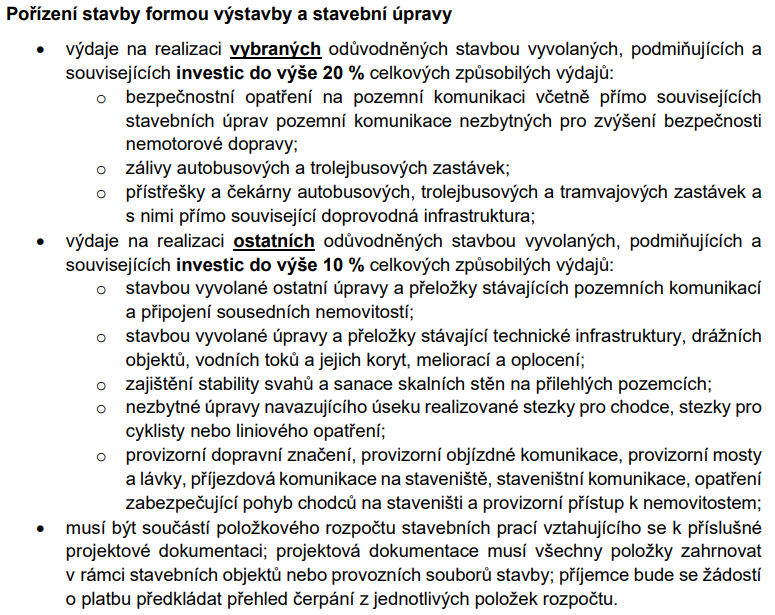 Pořízení stavby formou výstavby a stavební úpravy
• výdaje na realizaci vybraných odůvodněných stavbou vyvolaných, podmiňujících a
souvisejících investic do výše 20 % celkových způsobilých výdajů:
o bezpečnostní opatření na pozemní komunikaci včetně přímo souvisejících
stavebních úprav pozemní komunikace nezbytných pro zvýšení bezpečnosti
nemotorové dopravy;
o zálivy autobusových a trolejbusových zastávek;
o přístřešky a čekárny autobusových, trolejbusových a tramvajových zastávek a
s nimi přímo související doprovodná infrastruktura;
• výdaje na realizaci ostatních odůvodněných stavbou vyvolaných, podmiňujících a
souvisejících investic do výše 10 % celkových způsobilých výdajů:
o stavbou vyvolané ostatní úpravy a přeložky stávajících pozemních komunikací
a připojení sousedních nemovitostí;
o stavbou vyvolané úpravy a přeložky stávající technické infrastruktury, drážních
objektů, vodních toků a jejich koryt, meliorací a oplocení;
o zajištění stability svahů a sanace skalních stěn na přilehlých pozemcích;
o nezbytné úpravy navazujícího úseku realizované stezky pro chodce, stezky pro
cyklisty nebo liniového opatření;
o provizorní dopravní značení, provizorní objízdné komunikace, provizorní mosty
a lávky, příjezdová komunikace na staveniště, staveništní komunikace, opatření
zabezpečující pohyb chodců na staveništi a provizorní přístup k nemovitostem;
• musí být součástí položkového rozpočtu stavebních prací vztahujícího se k příslušné
projektové dokumentaci; projektová dokumentace musí všechny položky zahrnovat
v rámci stavebních objektů nebo provozních souborů stavby; příjemce bude se žádostí
o platbu předkládat přehled čerpání z jednotlivých položek rozpočtu.